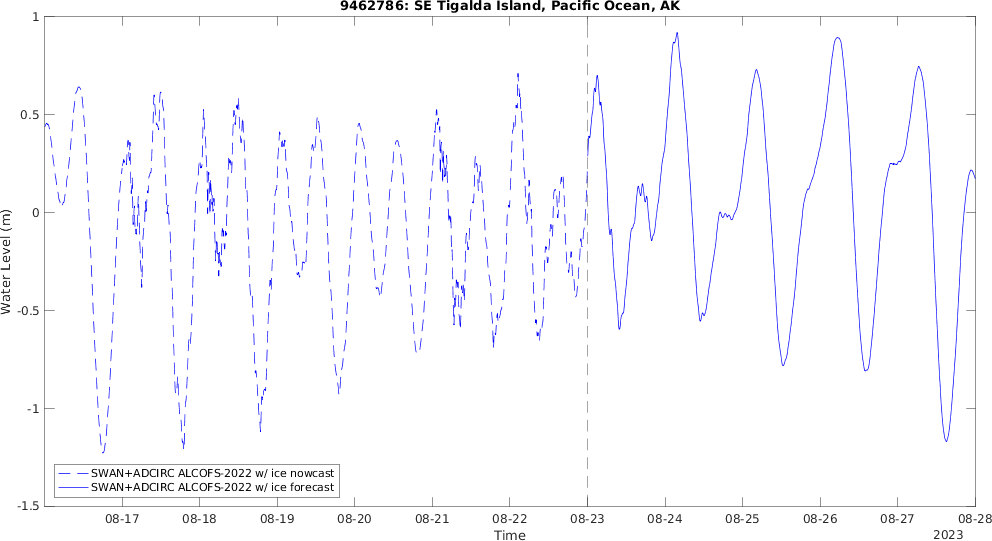 9462786: SE Tigalda Island, Pacific Ocean, AK
1
0.5
0
-0.5
-1
-1.5
Water Level (m)
SWAN+ADCIRC ALCOFS-2022 w/ ice nowcast
SWAN+ADCIRC ALCOFS-2022 w/ ice forecast
08-17 08-18 08-19 08-20 08-21 08-22 08-23 08-24 08-25 08-26 08-27 08-28
Time
2023